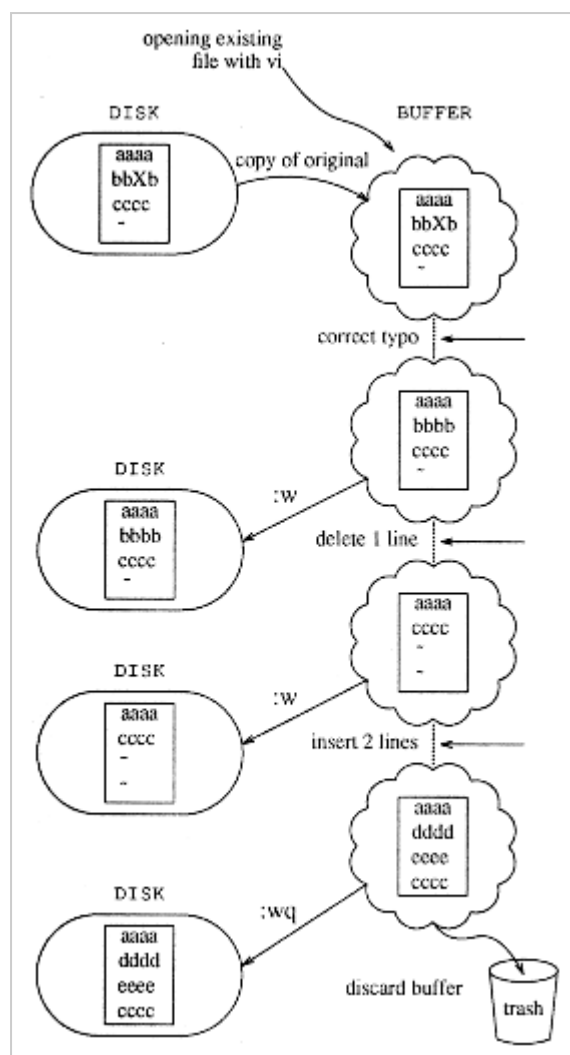 opening existing
file with vi
DISK
BUFFER
aaaa
bbXb
cccc
~
copy of original
aaaa
bbXb
cccc
~
correct typo
aaaa
bbbb
cccc
~
DISK
:w
aaaa
bbbb
cccc
~
delete 1 line
aaaa
cccc
~
~
DISK
:w
aaaa
cccc
~
~
insert 2 lines
aaaa
dddd
eeee
cccc
DISK
:wq
aaaa
dddd
eeee
cccc
discard buffer
trash